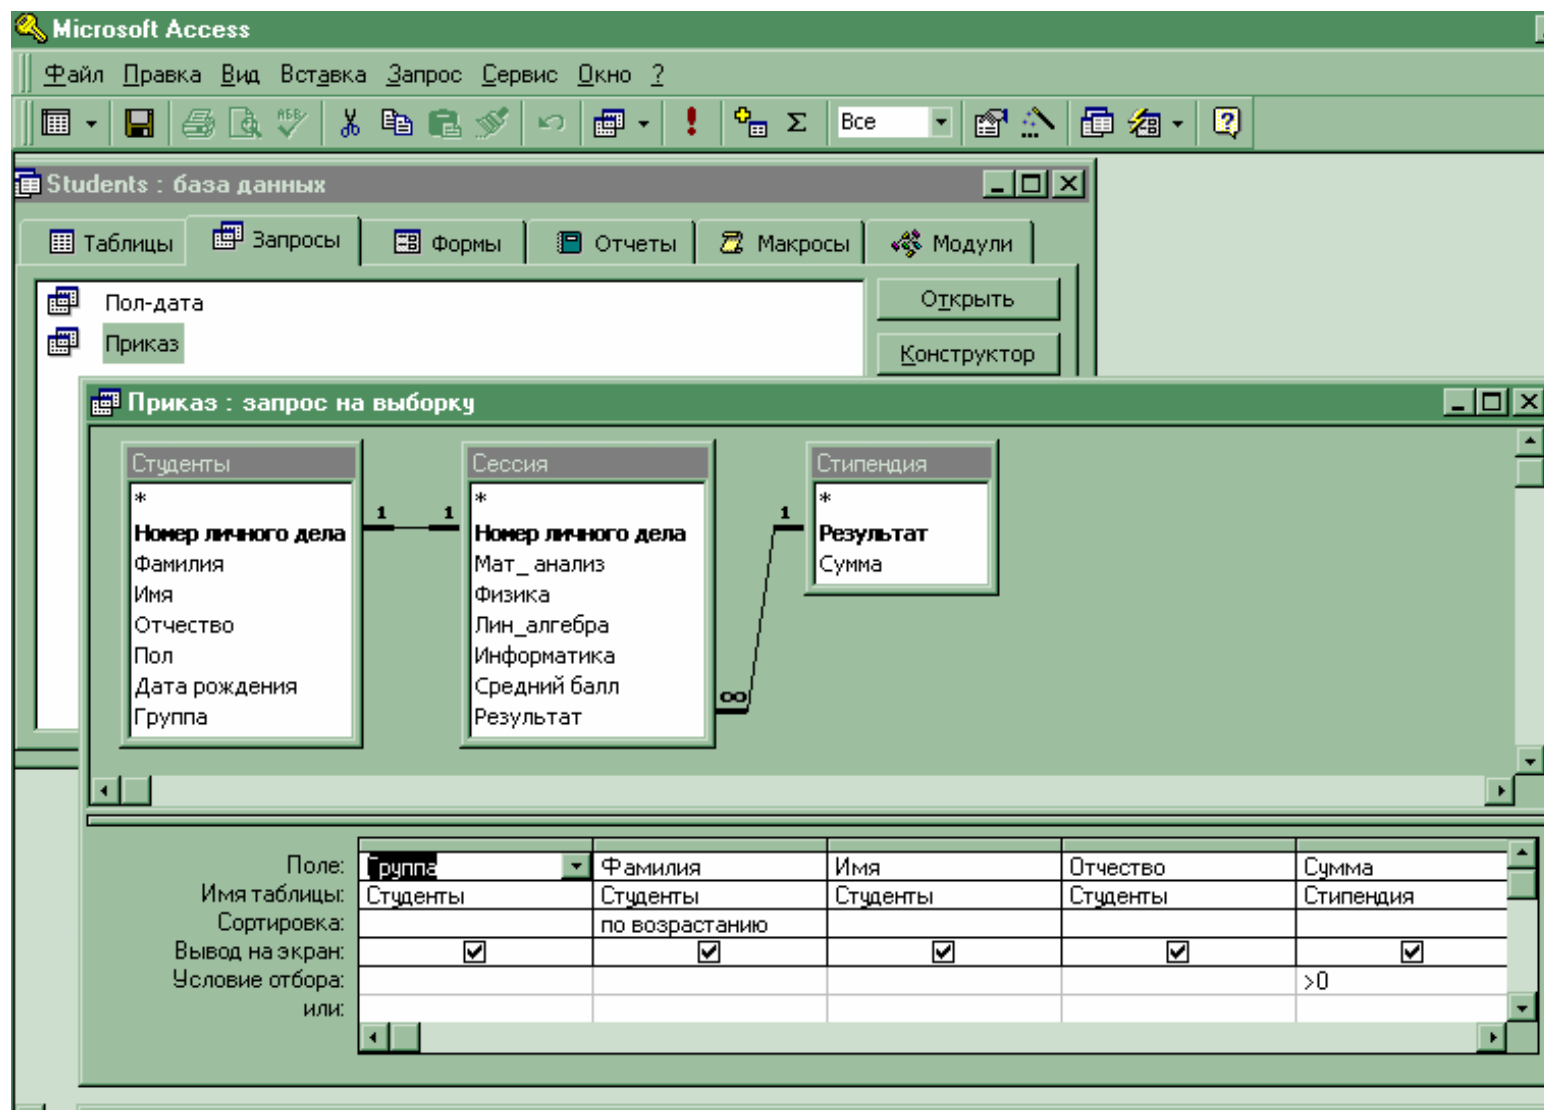 Microsoft Access
Файл Правка Вид Вставка Запрос Сервис Окно ?
АБВ Σ Все
Students : база данных
Таблицы Запросы Формы Отчеты Макросы Модули
Пол-дата Открыть
Приказ Конструктор
Приказ : запрос на выборку
Студенты Сессия Стипендия
* * *
1 1 1
Номер личного дела Номер личного дела Результат
Фамилия Мат_ анализ Сумма
Имя Физика
Отчество Лин_алгебра
Пол Информатика
Дата рождения Средний балл ∞
Группа Результат
Поле: Группа Фамилия Имя Отчество Сумма
Имя таблицы: Студенты Студенты Студенты Студенты Стипендия
Сортировка: по возрастанию
Вывод на экран:
Условие отбора: >0
или: